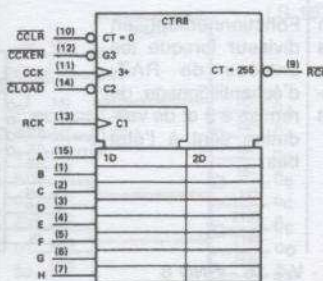 CTR8
CCLR (10) CT = 0
CCKEN (12) G3
CCK (11) 3+ CT = 255 (9) RCO
CLOAD (14) C2
RCK (13) C1
A (15) 1D 2D
B (1)
C (2)
D (3)
E (4)
F (5)
G (6)
H (7)